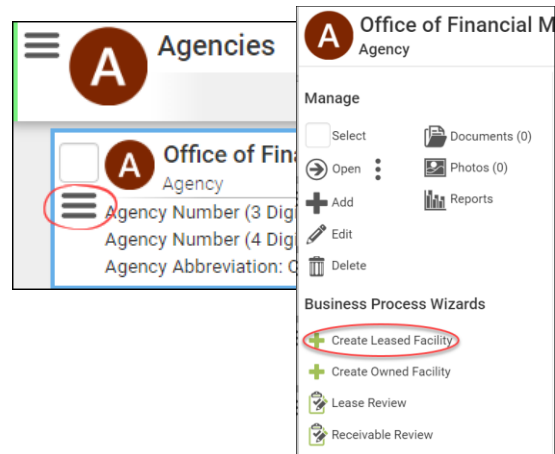 A
Agencies
A
Office of Fin
Agency
Agency Number (3 Digi
Agency Number (4 Digi
Agency Abbreviation:
A
Office of Financial M
Agency
Manage
Select
Documents (0)
Open
Photos (0)
Add
Reports
Edit
Delete
Business Process Wizards
Create Leased Facility
Create Owned Facility
Lease Review
Receivable Review